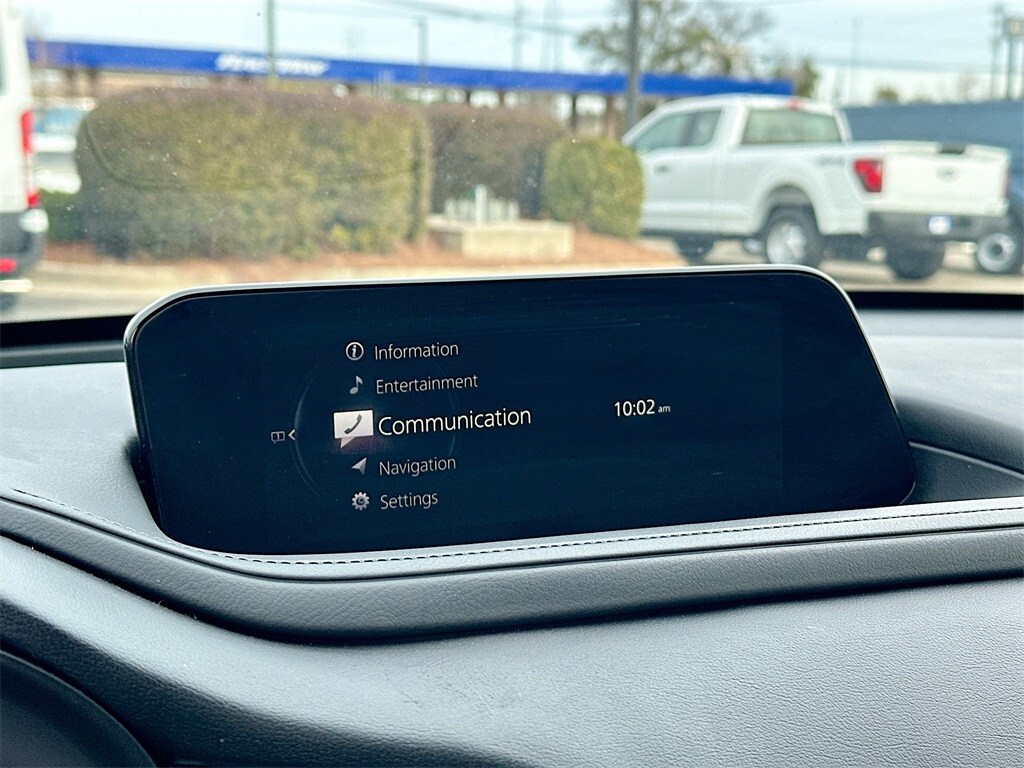 Information
Entertainment
Communication
10:02 am
Navigation
Settings